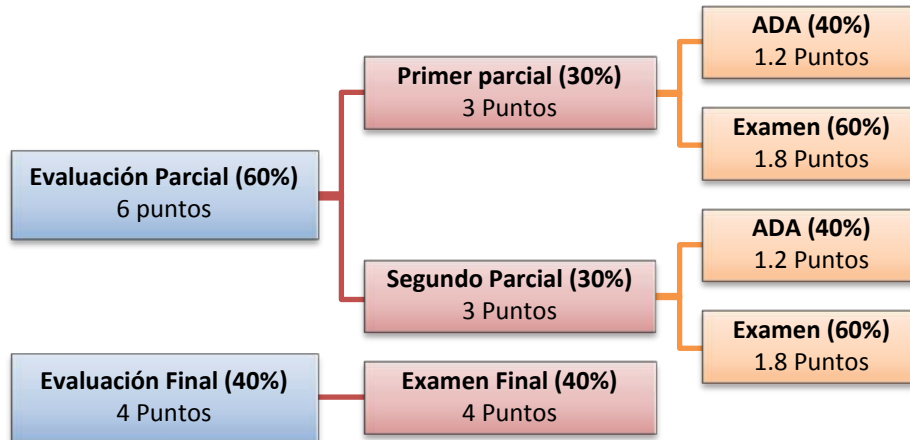 Evaluación Parcial (60%)
6 puntos
Primer parcial (30%)
3 Puntos
ADA (40%)
1.2 Puntos
Examen (60%)
1.8 Puntos
Segundo Parcial (30%)
3 Puntos
ADA (40%)
1.2 Puntos
Examen (60%)
1.8 Puntos
Evaluación Final (40%)
4 Puntos
Examen Final (40%)
4 Puntos